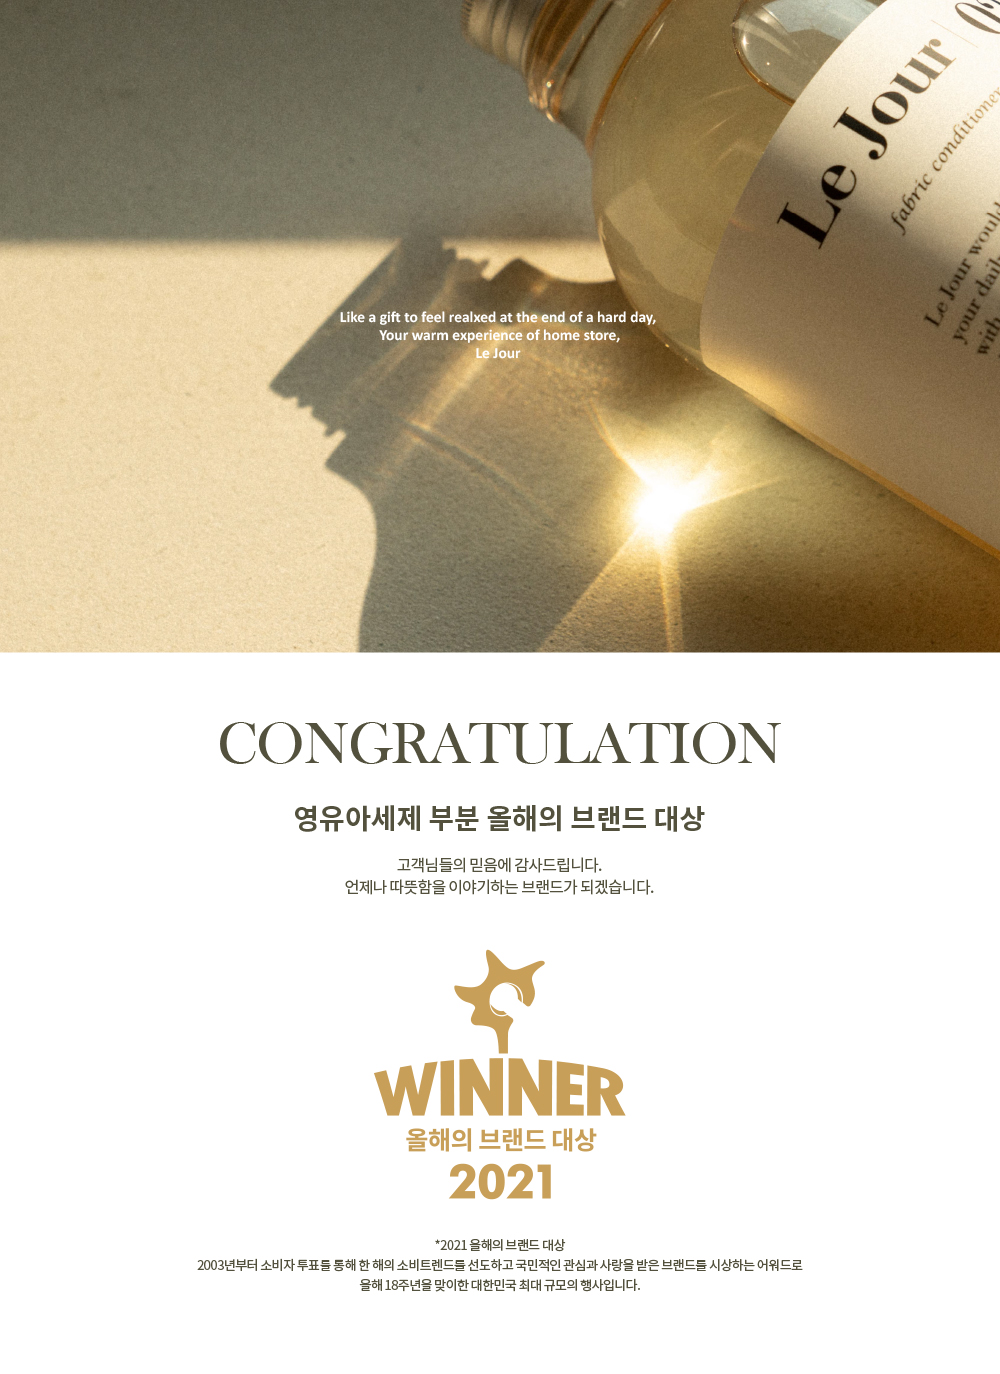 Le Jour
fabric conditioner
Le Jour would
your daily
with
Like a gift to feel realxed at the end of a hard day,
Your warm experience of home store,
Le Jour
CONGRATULATION
영유아세제 부분 올해의 브랜드 대상
고객님들의 믿음에 감사드립니다.
언제나 따뜻함을 이야기하는 브랜드가 되겠습니다.
WINNER
올해의 브랜드 대상
2021
*2021 올해의 브랜드 대상
2003년부터 소비자 투표를 통해 한 해의 소비트렌드를 선도하고 국민적인 관심과 사랑을 받은 브랜드를 시상하는 어워드로
올해 18주년을 맞이한 대한민국 최대 규모의 행사입니다.